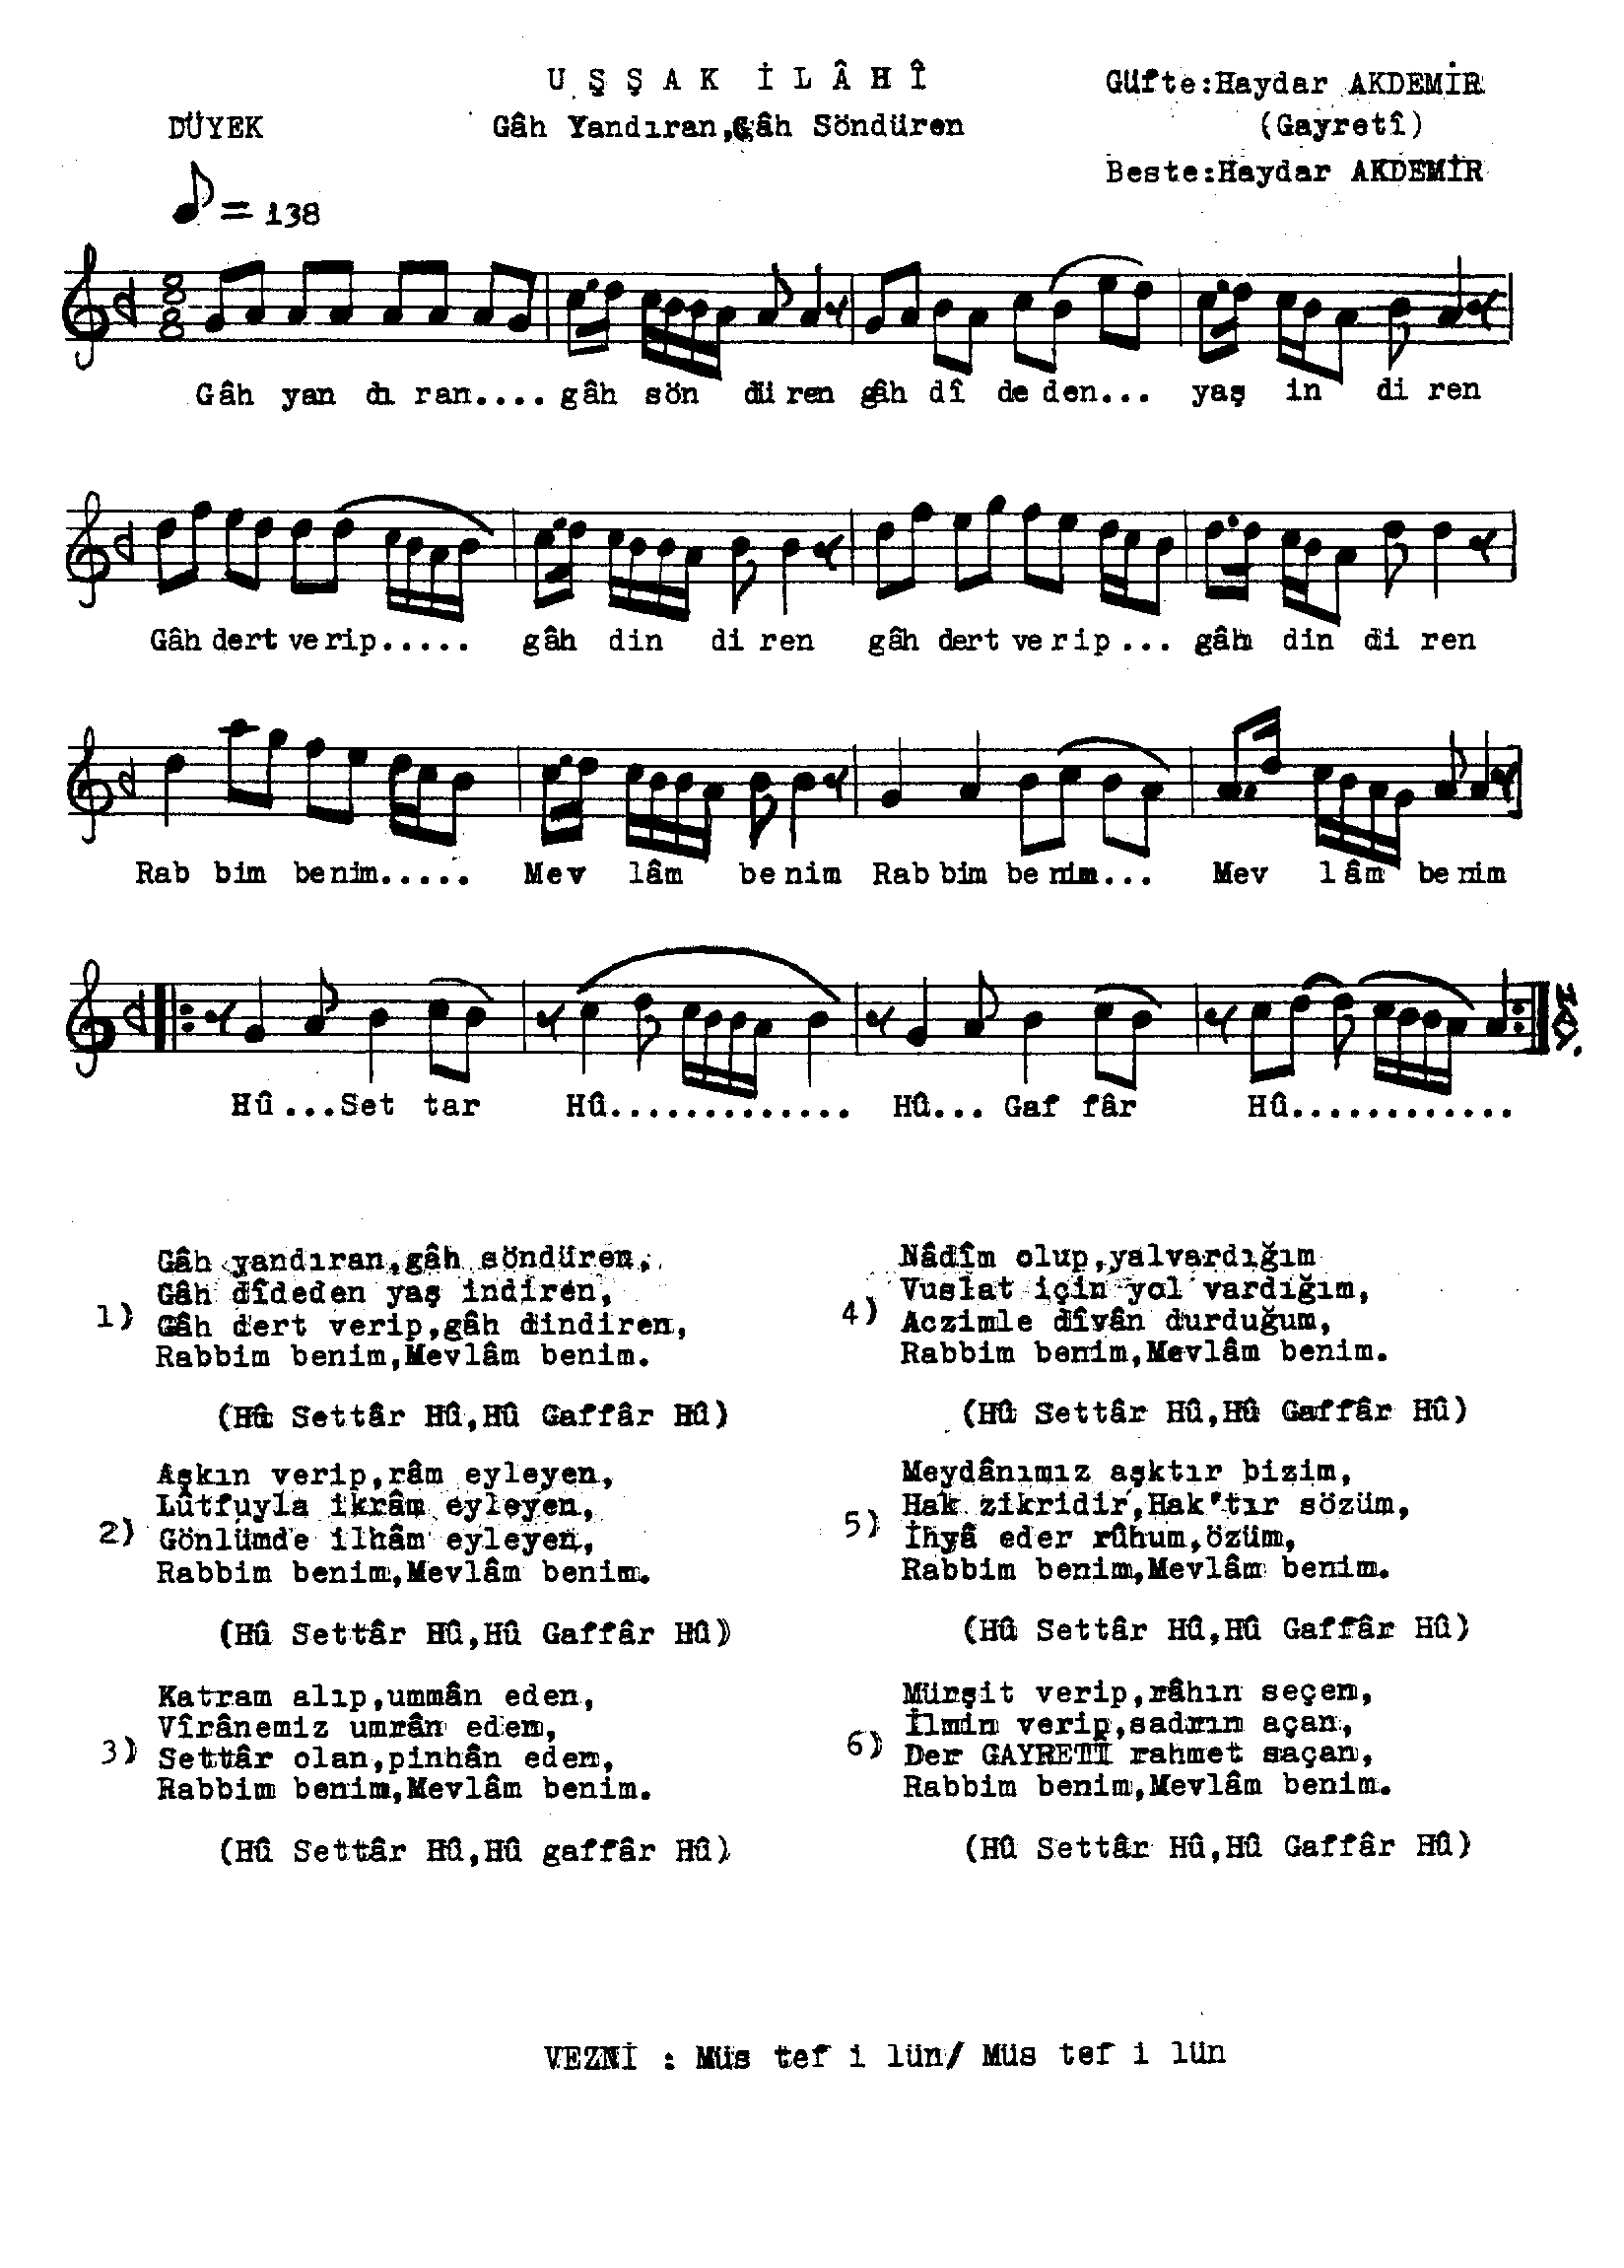 UŞŞAK İLÂHÎ
Gâh Yandıran,Gâh Söndüren
Güfte:Haydar AKDEMİR
(Gayretî)
Beste:Haydar AKDEMİR
DÜYEK
= 138
8
8
Gâh yan dı ran.... gâh sön dü ren gâh dî de den... yaş in di ren
Gâh dert ve rip..... gâh din di ren gâh dert ve rip... gâh din di ren
Rab bim be nim..... Mev lâm be nim Rab bim be nim... Mev lâm be nim
Hû...Set tar Hû............. Hû... Gaf fâr Hû............
1)
Gâh yandıran,gâh söndüren,
Gâh dîdeden yaş indiren,
Gâh dert verip,gâh dindiren,
Rabbim benim,Mevlâm benim.
(Hû Settâr Hû,Hû Gaffâr Hû)
2)
Aşkın verip,râm eyleyen,
Lûtfuyla ikrâm eyleyen,
Gönlümde ilhâm eyleyen,
Rabbim benim,Mevlâm benim.
(Hû Settâr Hû,Hû Gaffâr Hû)
3)
Katram alıp,ummân eden,
Vîrânemiz umrân eden,
Settâr olan,pinhân eden,
Rabbim benim,Mevlâm benim.
(Hû Settâr Hû,Hû gaffâr Hû)
4)
Nâdîm olup,yalvardığım
Vuslat için yol vardığım,
Aczimle dîvân durduğum,
Rabbim benim,Mevlâm benim.
(Hû Settâr Hû,Hû Gaffâr Hû)
5)
Meydânımız aşktır bizim,
Hak zikridir,Hak'tır sözüm,
İhyâ eder rûhum,özüm,
Rabbim benim,Mevlâm benim.
(Hû Settâr Hû,Hû Gaffâr Hû)
6)
Mürşit verip,râhın seçen,
İlmin verip,sadrın açan,
Der GAYRETÎ rahmet saçan,
Rabbim benim,Mevlâm benim.
(Hû Settâr Hû,Hû Gaffâr Hû)
VEZNİ : Müs tef i lün/ Müs tef i lün